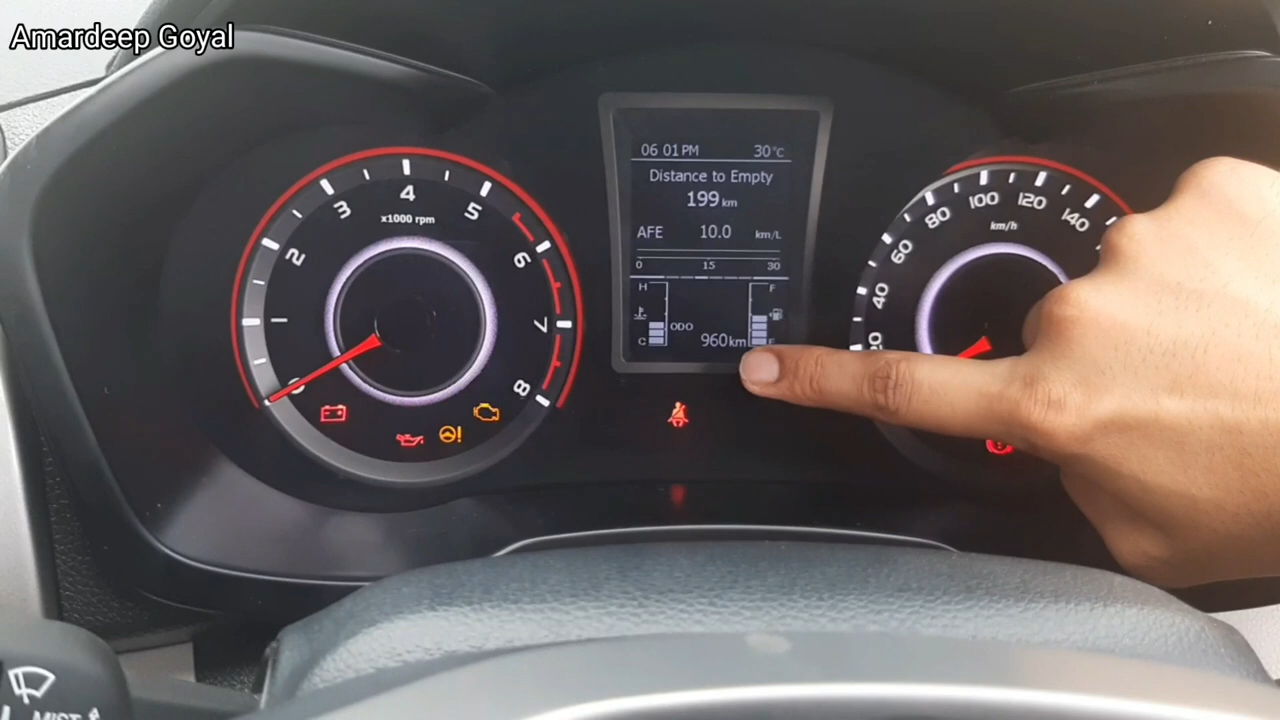 Amardeep Goyal
06 01 PM 30°C
Distance to Empty
199 km
AFE 10.0 km/L
0 15 30
H F
ODO
C 960km E
0 1 2 3 4 5 6 7 8
x1000 rpm
20 40 60 80 100 120 140
km/h
MIST